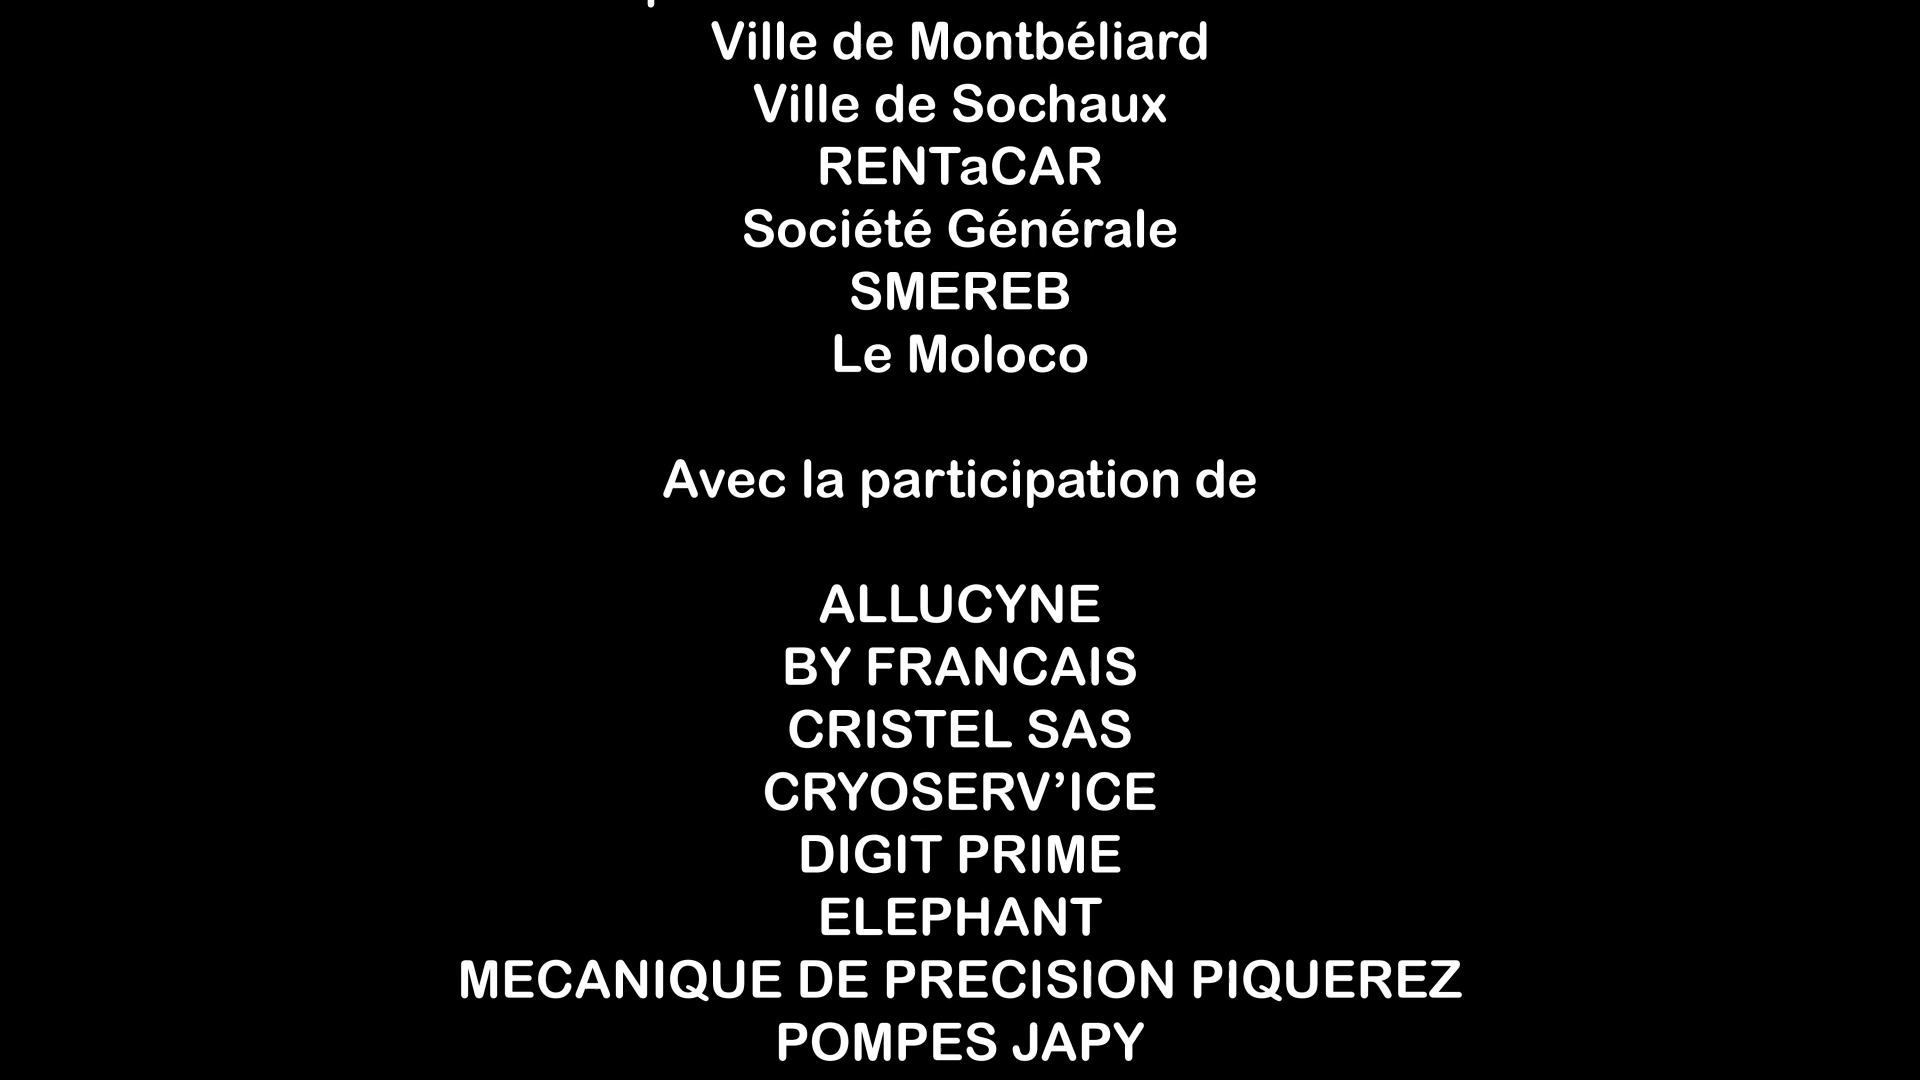 Ville de Montbéliard
Ville de Sochaux
RENTaCAR
Société Générale
SMEREB
Le Moloco
Avec la participation de
ALLUCYNE
BY FRANCAIS
CRISTEL SAS
CRYOSERV’ICE
DIGIT PRIME
ELEPHANT
MECANIQUE DE PRECISION PIQUEREZ
POMPES JAPY